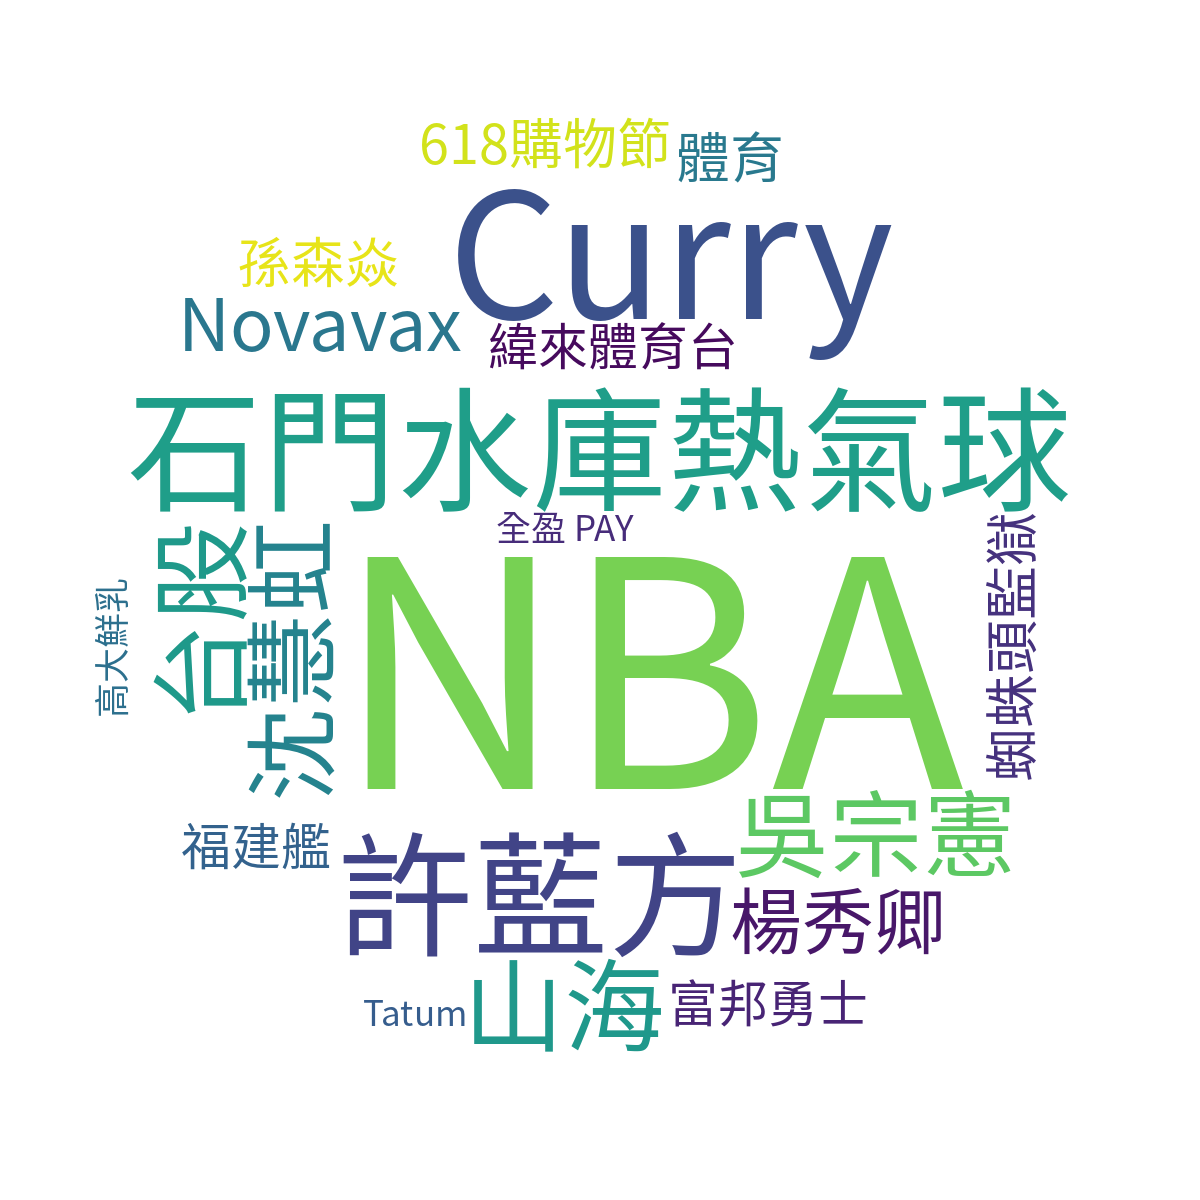 618購物節
體育
Curry
孫森焱
Novavax
緯來體育台
石門水庫熱氣球
全盈 PAY
台股
沈慧虹
NBA
蜘蛛頭監獄
高大鮮乳
吳宗憲
福建艦
許藍方
楊秀卿
山海
富邦勇士
Tatum